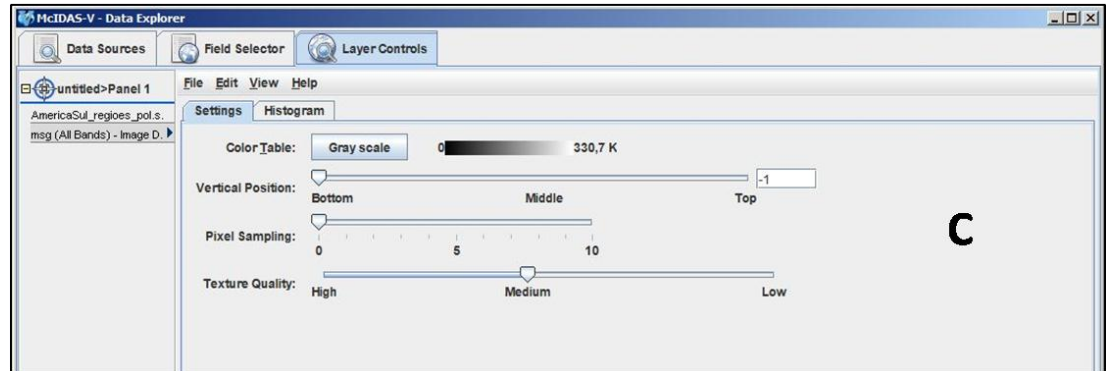 McIDAS-V - Data Explorer
Data Sources Field Selector Layer Controls
untitled>Panel 1
AmericaSul_regioes_pol.s.
msg (All Bands) - Image D.
File Edit View Help
Settings Histogram
Color Table: Gray scale 0 330,7 K
Vertical Position: -1
Bottom Middle Top
Pixel Sampling:
0 5 10
Texture Quality:
High Medium Low
C